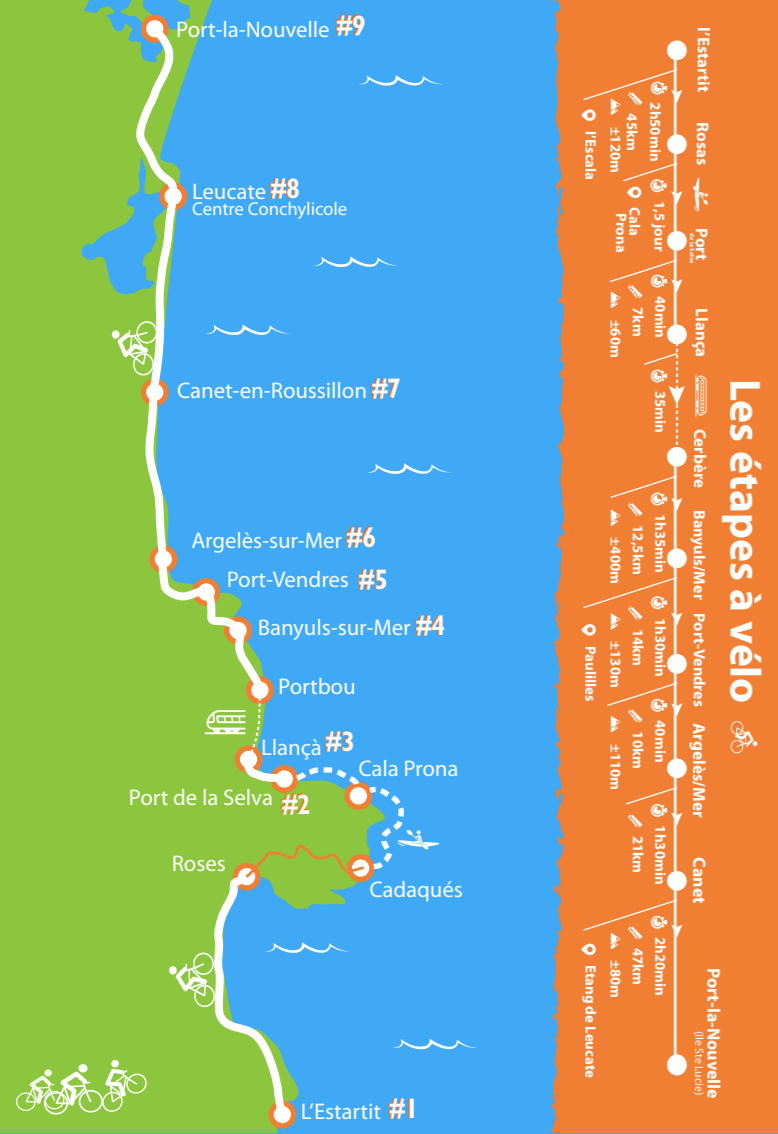 Port-la-Nouvelle #9
Leucate #8
Centre Conchylicole
Canet-en-Roussillon #7
Argelès-sur-Mer #6
Port-Vendres #5
Banyuls-sur-Mer #4
Portbou
Llançà #3
Cala Prona
Port de la Selva #2
Roses
Cadaqués
L'Estartit #1
Les étapes à vélo
l'Estartit
2h50min
45km
±120m
l'Escala
Rosas
1,5 jour
Cala
Prona
Port
de la Selva
40min
7km
±60m
Llança
35min
Cerbère
1h35min
12,5km
±400m
Banyuls/Mer
1h30min
14km
±130m
Paulilles
Port-Vendres
40min
10km
±110m
Argelès/Mer
1h30min
21km
Canet
2h20min
47km
±80m
Etang de Leucate
Port-la-Nouvelle
(île Ste Lucie)